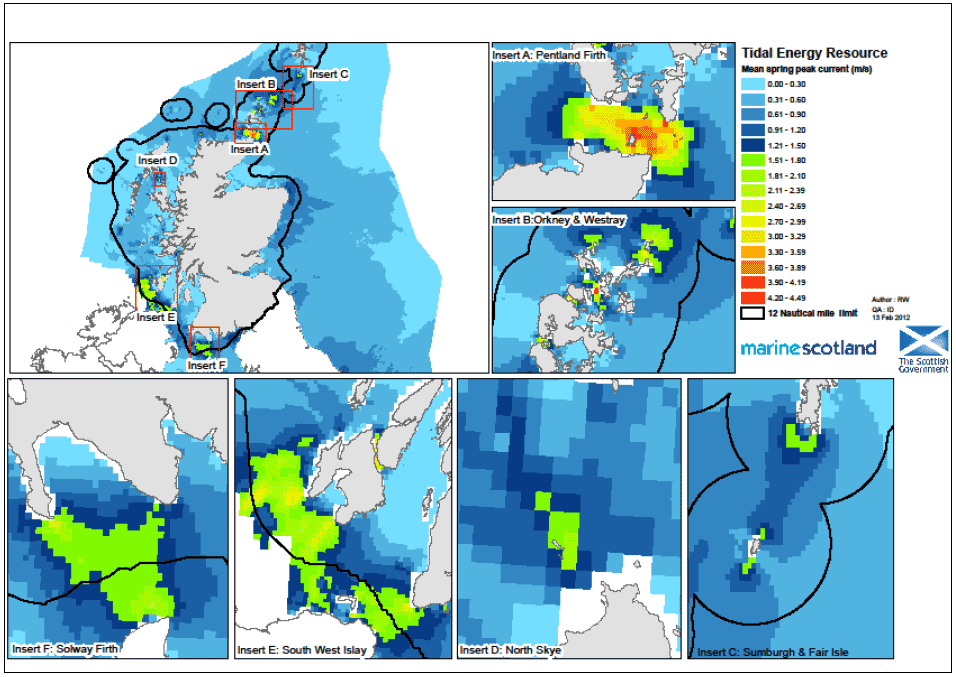 Insert C
Insert B
Insert A
Insert D
Insert E
Insert F
Insert A: Pentland Firth
Insert B:Orkney & Westray
Tidal Energy Resource
Mean spring peak current (m/s)
0.00 - 0.30
0.31 - 0.60
0.61 - 0.90
0.91 - 1.20
1.21 - 1.50
1.51 - 1.80
1.81 - 2.10
2.11 - 2.39
2.40 - 2.69
2.70 - 2.99
3.00 - 3.29
3.30 - 3.59
3.60 - 3.89
3.90 - 4.19
4.20 - 4.49
12 Nautical mile limit
Author : RW
QA : ID
13 Feb 2012
marinescotland
The Scottish
Government
Insert F: Solway Firth
Insert E: South West Islay
Insert D: North Skye
Insert C: Sumburgh & Fair Isle